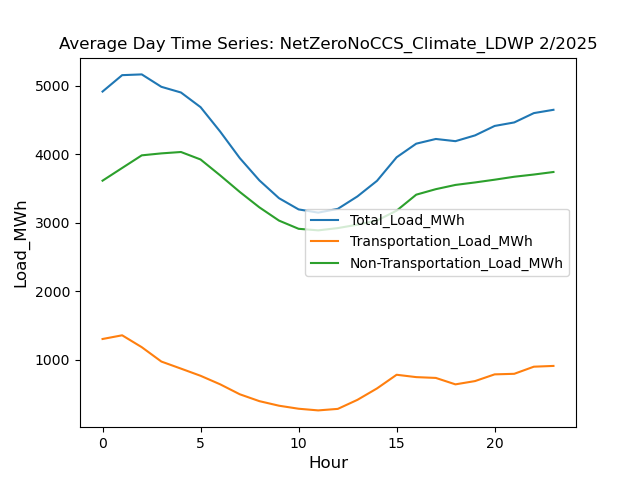 Average Day Time Series: NetZeroNoCCS_Climate_LDWP 2/2025
Load_MWh
5000
4000
3000
2000
1000
Total_Load_MWh
Transportation_Load_MWh
Non-Transportation_Load_MWh
0 5 10 15 20
Hour